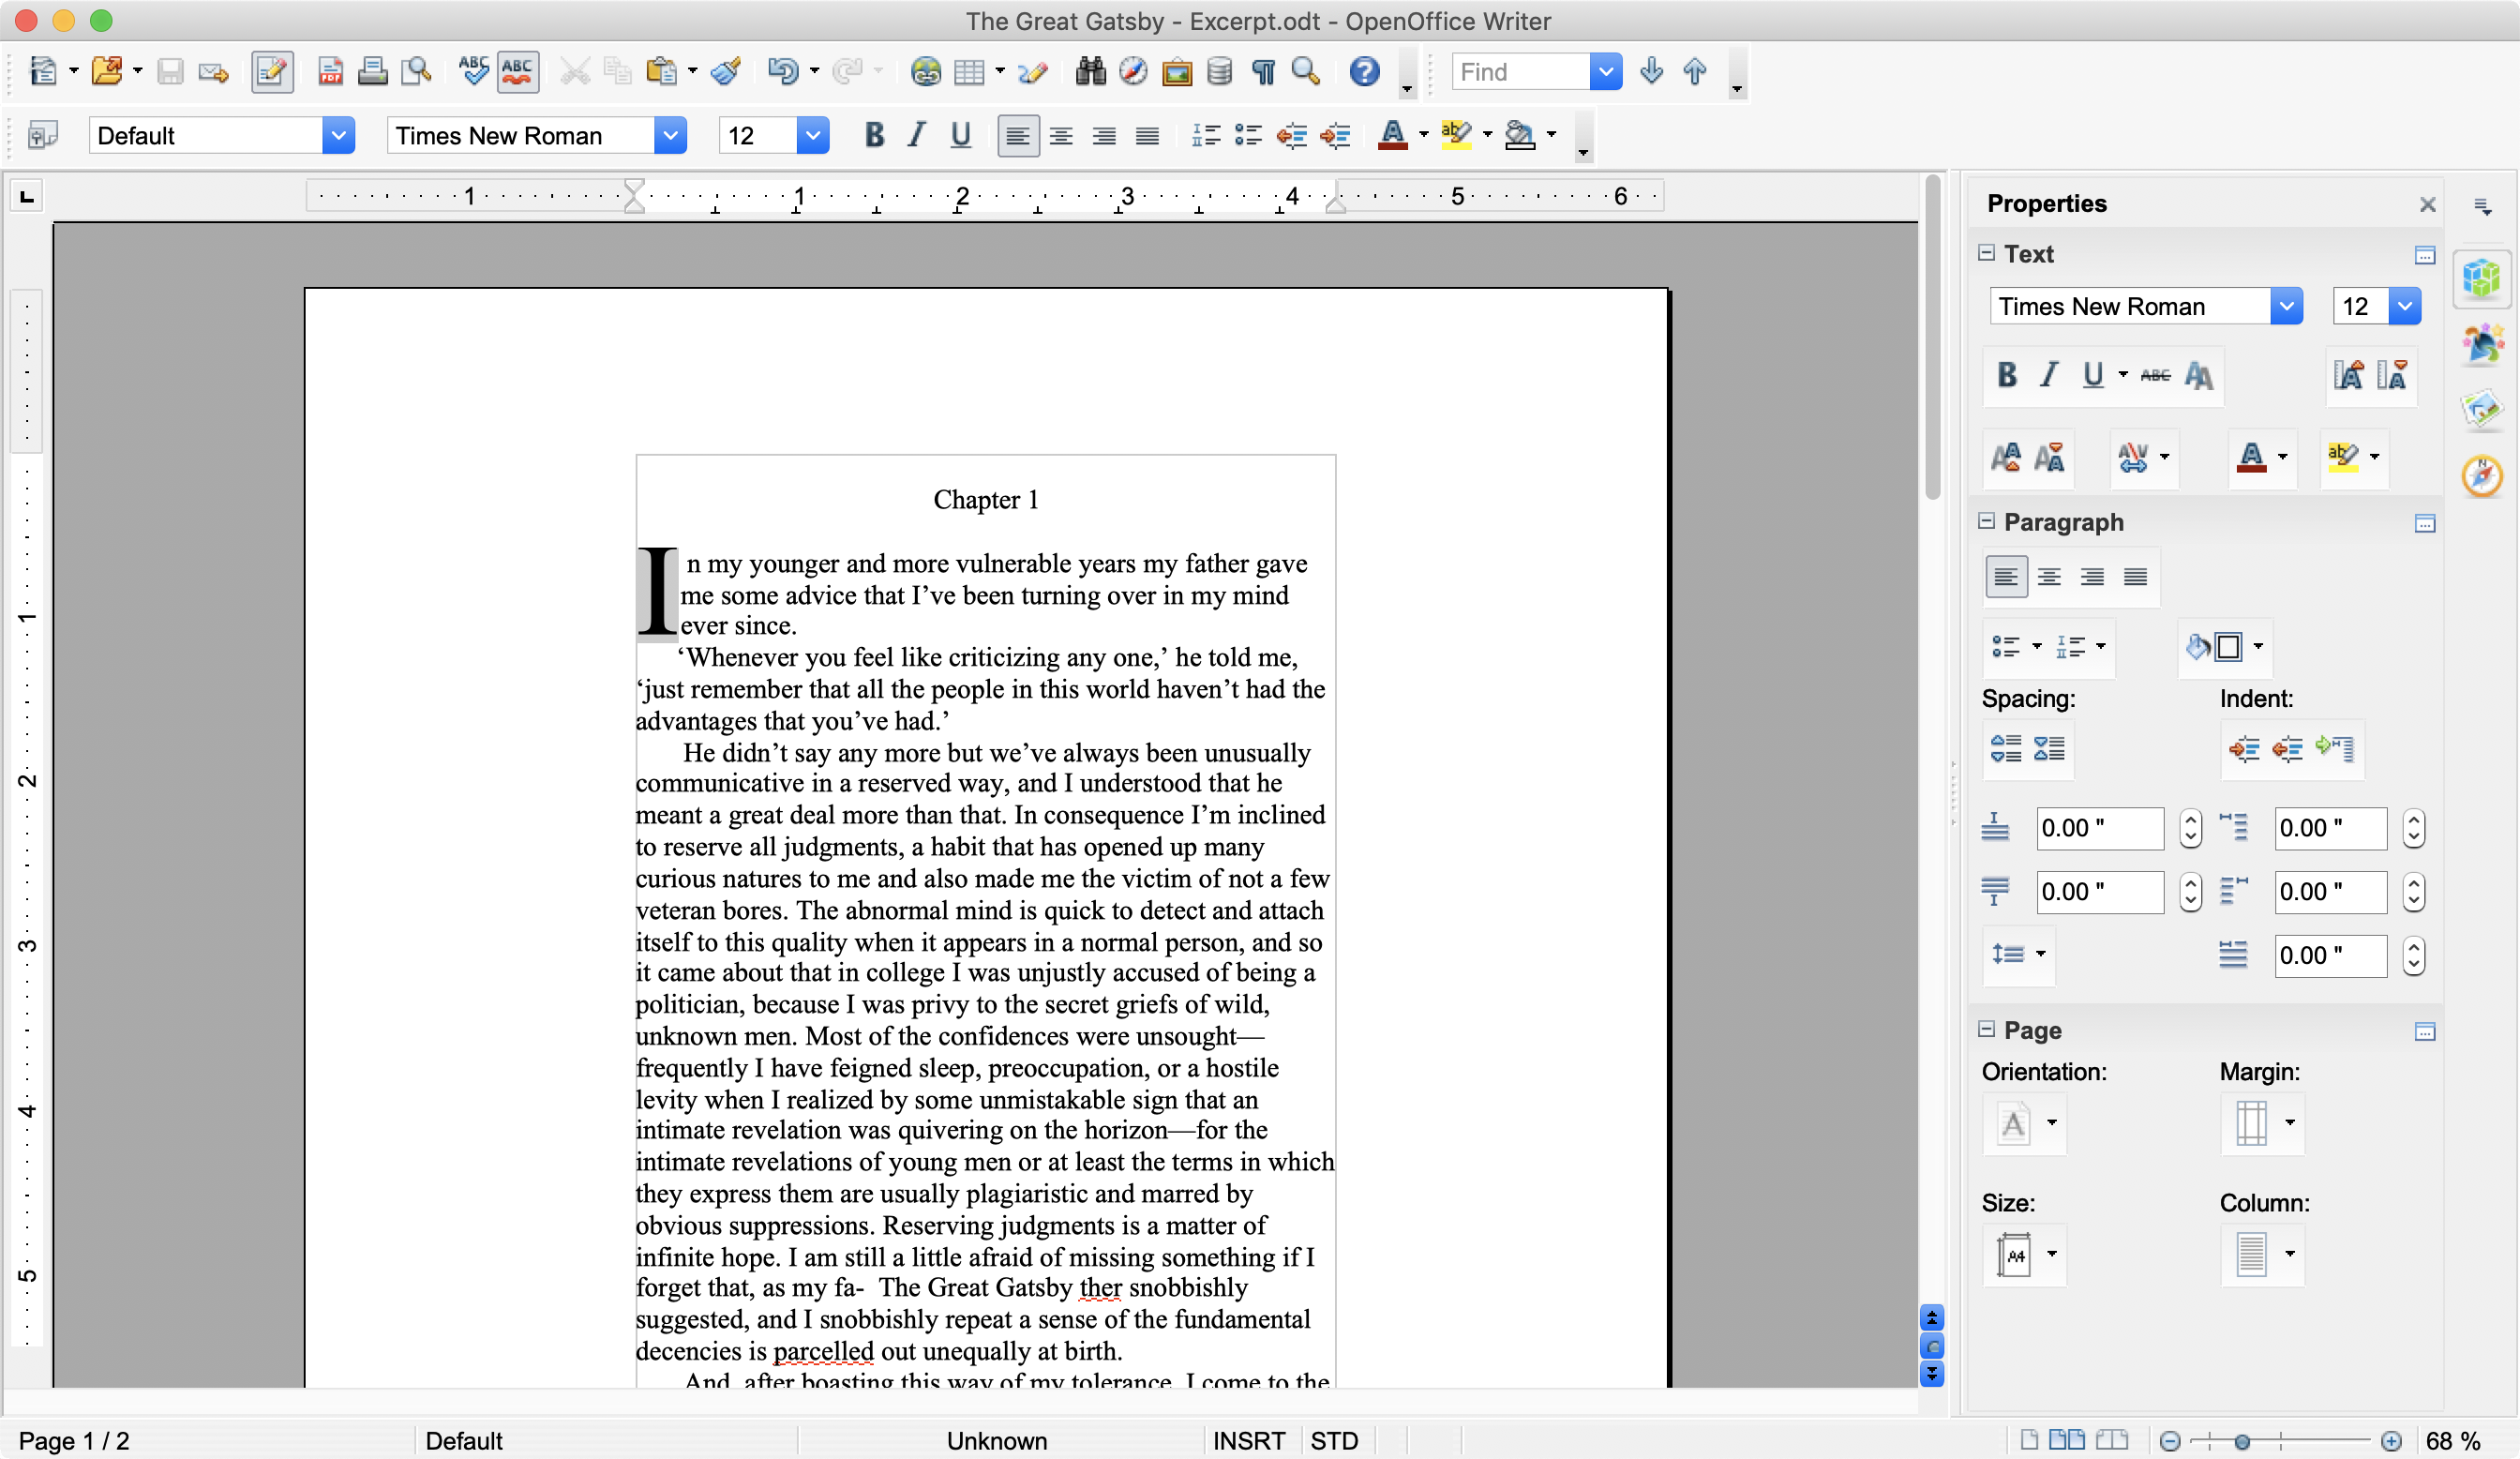 The Great Gatsby - Excerpt.odt - OpenOffice Writer
Find
Default
Times New Roman
12
1 1 2 3 4 5 6
Chapter 1
In my younger and more vulnerable years my father gave
me some advice that I’ve been turning over in my mind
ever since.
‘Whenever you feel like criticizing any one,’ he told me,
‘just remember that all the people in this world haven’t had the
advantages that you’ve had.’
He didn’t say any more but we’ve always been unusually
communicative in a reserved way, and I understood that he
meant a great deal more than that. In consequence I’m inclined
to reserve all judgments, a habit that has opened up many
curious natures to me and also made me the victim of not a few
veteran bores. The abnormal mind is quick to detect and attach
itself to this quality when it appears in a normal person, and so
it came about that in college I was unjustly accused of being a
politician, because I was privy to the secret griefs of wild,
unknown men. Most of the confidences were unsought—
frequently I have feigned sleep, preoccupation, or a hostile
levity when I realized by some unmistakable sign that an
intimate revelation was quivering on the horizon—for the
intimate revelations of young men or at least the terms in which
they express them are usually plagiaristic and marred by
obvious suppressions. Reserving judgments is a matter of
infinite hope. I am still a little afraid of missing something if I
forget that, as my fa- The Great Gatsby ther snobbishly
suggested, and I snobbishly repeat a sense of the fundamental
decencies is parcelled out unequally at birth.
And, after boasting this way of my tolerance, I come to the
1
2
3
4
5
Properties
Text
Times New Roman
12
Paragraph
Spacing:
Indent:
0.00 "
0.00 "
0.00 "
0.00 "
0.00 "
Page
Orientation:
Margin:
Size:
Column:
Page 1 / 2
Default
Unknown
INSRT
STD
68 %